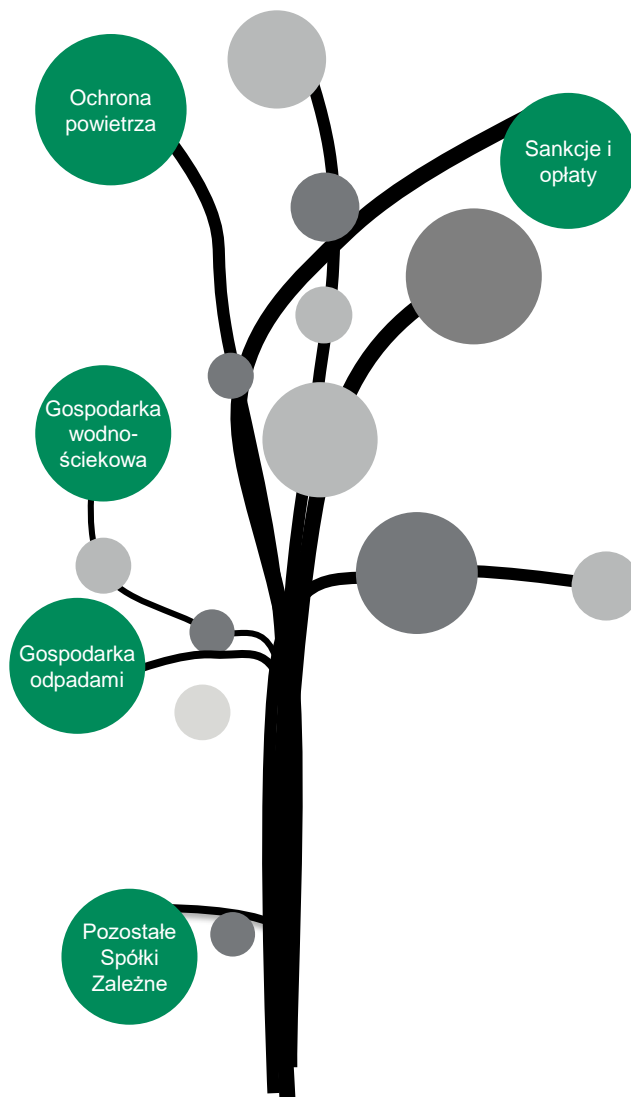 Ochrona
powietrza
Sankcje i
opłaty
Gospodarka
wodno-
ściekowa
Gospodarka
odpadami
Pozostałe
Spółki
Zależne